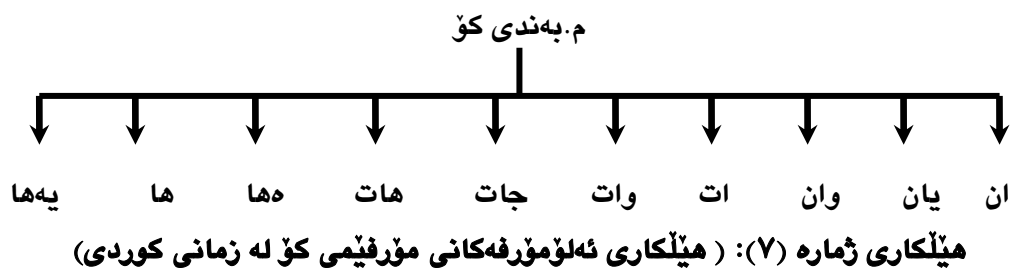 م.بەندی کۆ
ان یان وان ات وات جات هات ەها ها یەها
هێڵکاری ژمارە (٧): ( هێڵکاری ئەلۆمۆرفەکانی مۆرفێمی کۆ لە زمانی کوردی)